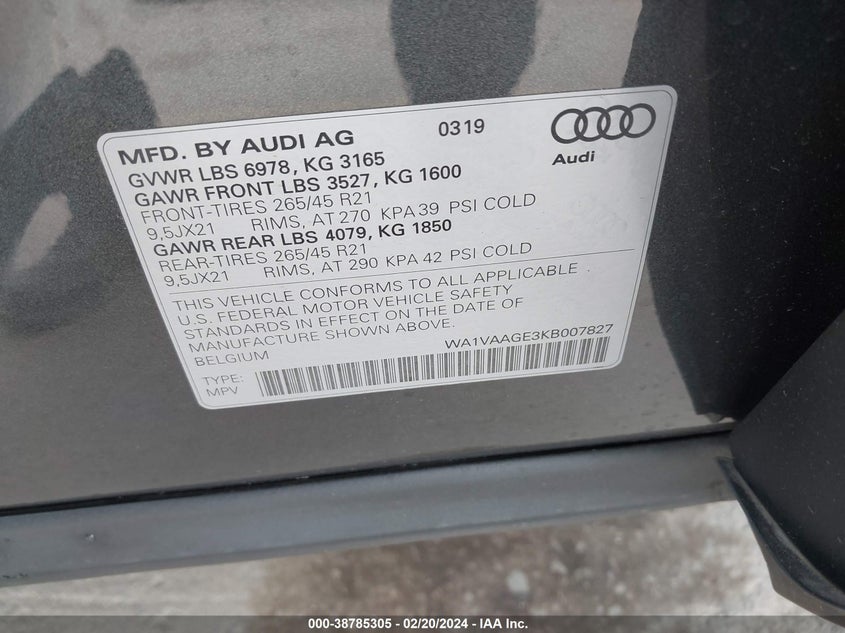 MFD. BY AUDI AG 0319
Audi
GVWR LBS 6978, KG 3165
GAWR FRONT LBS 3527, KG 1600
FRONT-TIRES 265/45 R21
9,5JX21 RIMS, AT 270 KPA 39 PSI COLD
GAWR REAR LBS 4079, KG 1850
REAR-TIRES 265/45 R21
9,5JX21 RIMS, AT 290 KPA 42 PSI COLD
THIS VEHICLE CONFORMS TO ALL APPLICABLE
U.S. FEDERAL MOTOR VEHICLE SAFETY
STANDARDS IN EFFECT ON THE DATE OF
MANUFACTURE SHOWN ABOVE.
BELGIUM
WA1VAAGE3KB007827
TYPE:
MPV
000-38785305 - 02/20/2024 - IAA Inc.